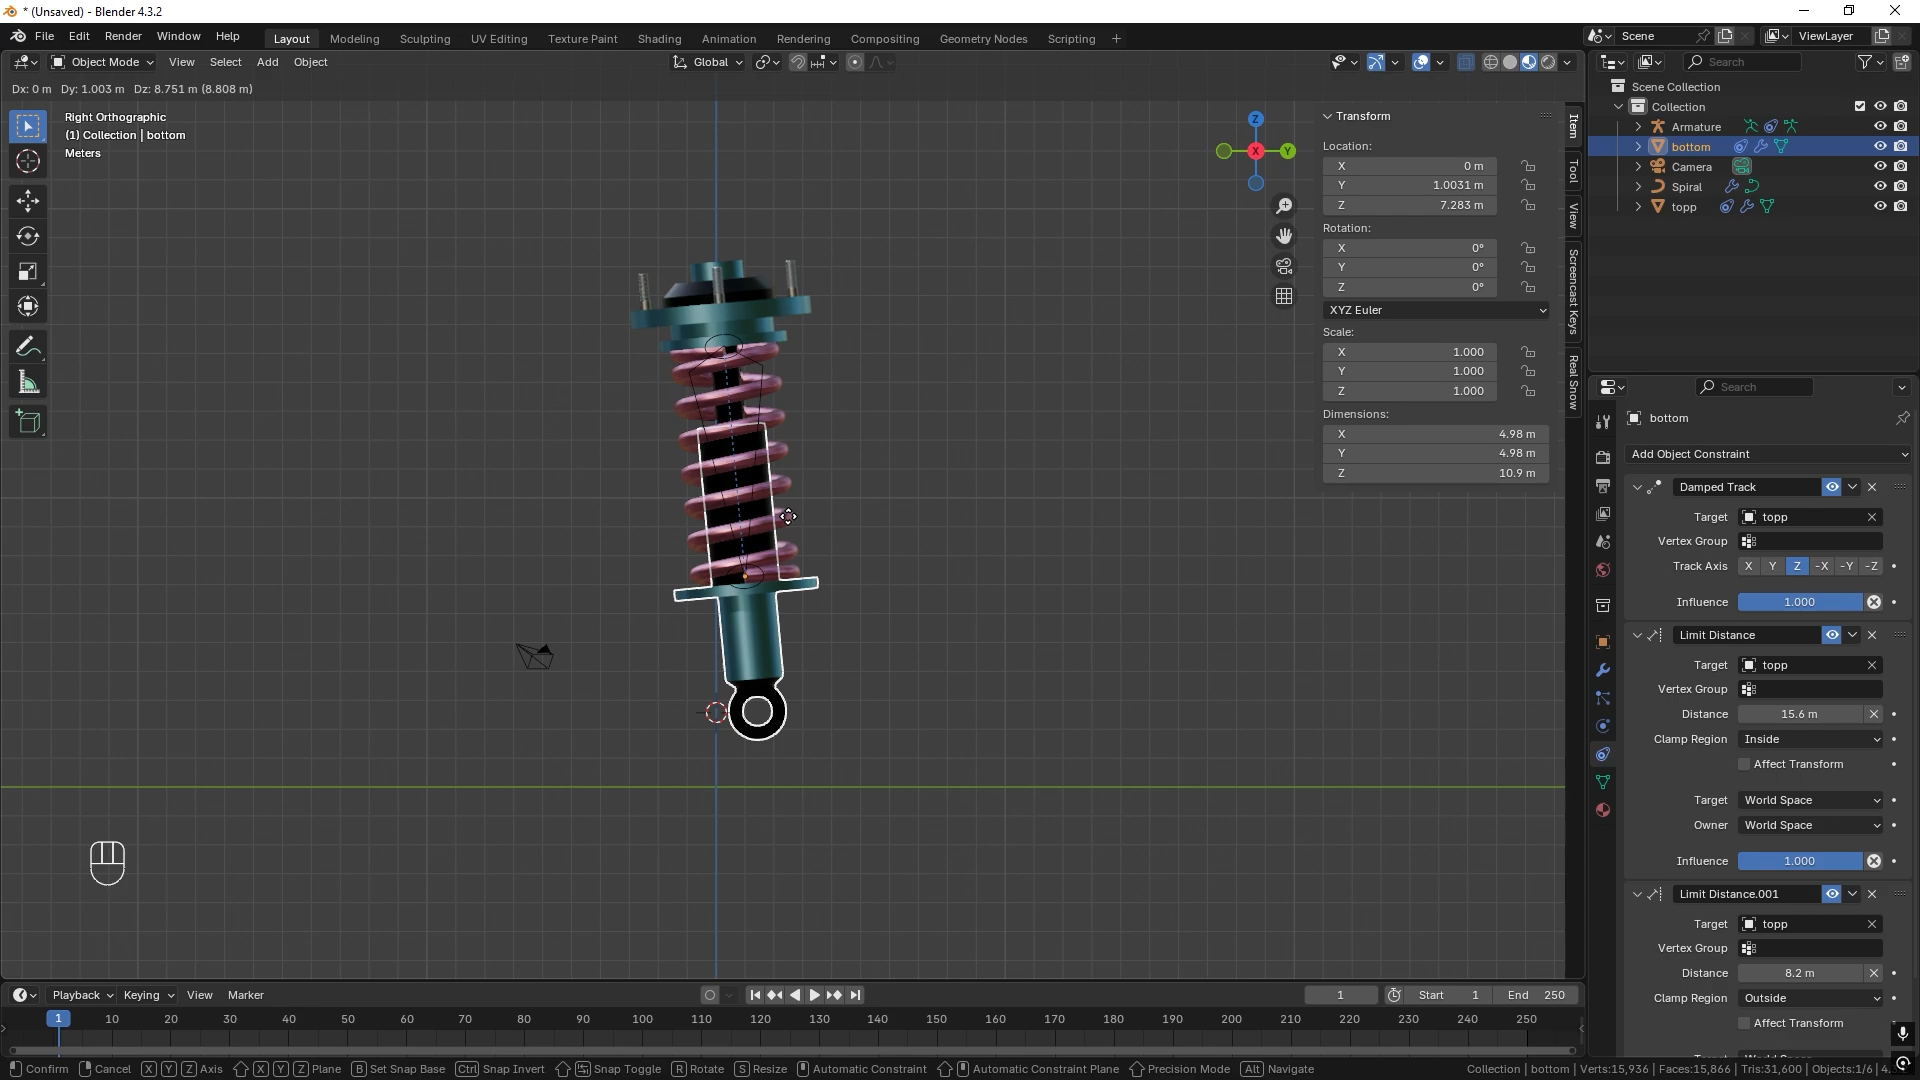 * (Unsaved) - Blender 4.3.2
File Edit Render Window Help
Layout Modeling Sculpting UV Editing Texture Paint Shading Animation Rendering Compositing Geometry Nodes Scripting +
Scene ViewLayer
Object Mode View Select Add Object
Global
Search
Dx: 0 m Dy: 1.003 m Dz: 8.751 m (8.808 m)
Right Orthographic
(1) Collection | bottom
Meters
Z
X
Y
Transform
Location:
X 0 m
Y 1.0031 m
Z 7.283 m
Rotation:
X 0°
Y 0°
Z 0°
XYZ Euler
Scale:
X 1.000
Y 1.000
Z 1.000
Dimensions:
X 4.98 m
Y 4.98 m
Z 10.9 m
Item
Tool
View
Screencast Keys
Real Snow
Scene Collection
Collection
Armature
bottom
Camera
Spiral
topp
Search
bottom
Add Object Constraint
Damped Track
Target topp
Vertex Group
Track Axis X Y Z -X -Y -Z
Influence 1.000
Limit Distance
Target topp
Vertex Group
Distance 15.6 m
Clamp Region Inside
Affect Transform
Target World Space
Owner World Space
Influence 1.000
Limit Distance.001
Target topp
Vertex Group
Distance 8.2 m
Clamp Region Outside
Affect Transform
Playback Keying View Marker
1 Start 1 End 250
1 10 20 30 40 50 60 70 80 90 100 110 120 130 140 150 160 170 180 190 200 210 220 230 240 250
Confirm Cancel X Y Z Axis X Y Z Plane B Set Snap Base Ctrl Snap Invert Snap Toggle R Rotate S Resize Automatic Constraint Automatic Constraint Plane Precision Mode Alt Navigate
Collection | bottom | Verts:15,936 | Faces:15,866 | Tris:31,600 | Objects:1/6 | 4.